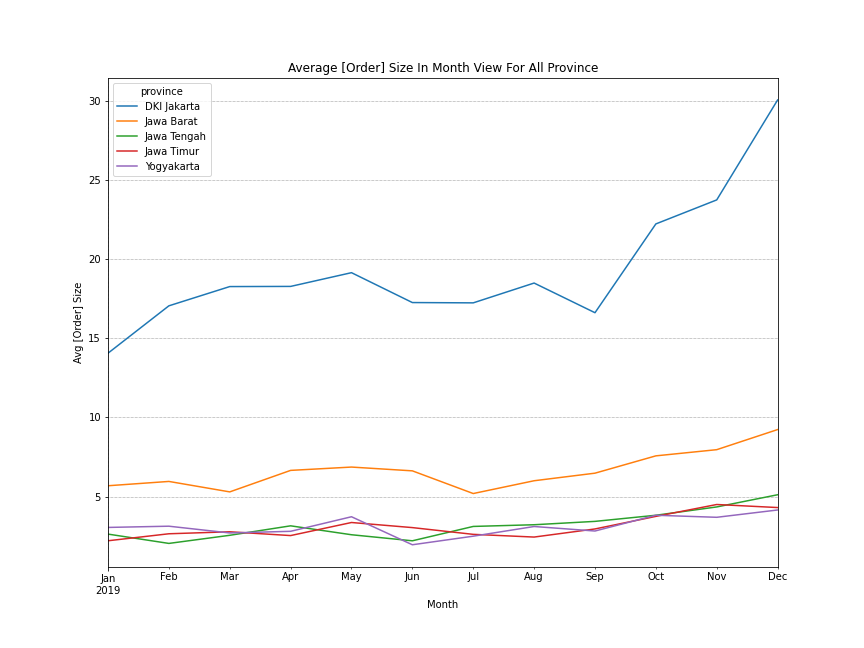 Average [Order] Size In Month View For All Province
province
DKI Jakarta
Jawa Barat
Jawa Tengah
Jawa Timur
Yogyakarta
Avg [Order] Size
30
25
20
15
10
5
Jan Feb Mar Apr May Jun Jul Aug Sep Oct Nov Dec
2019
Month